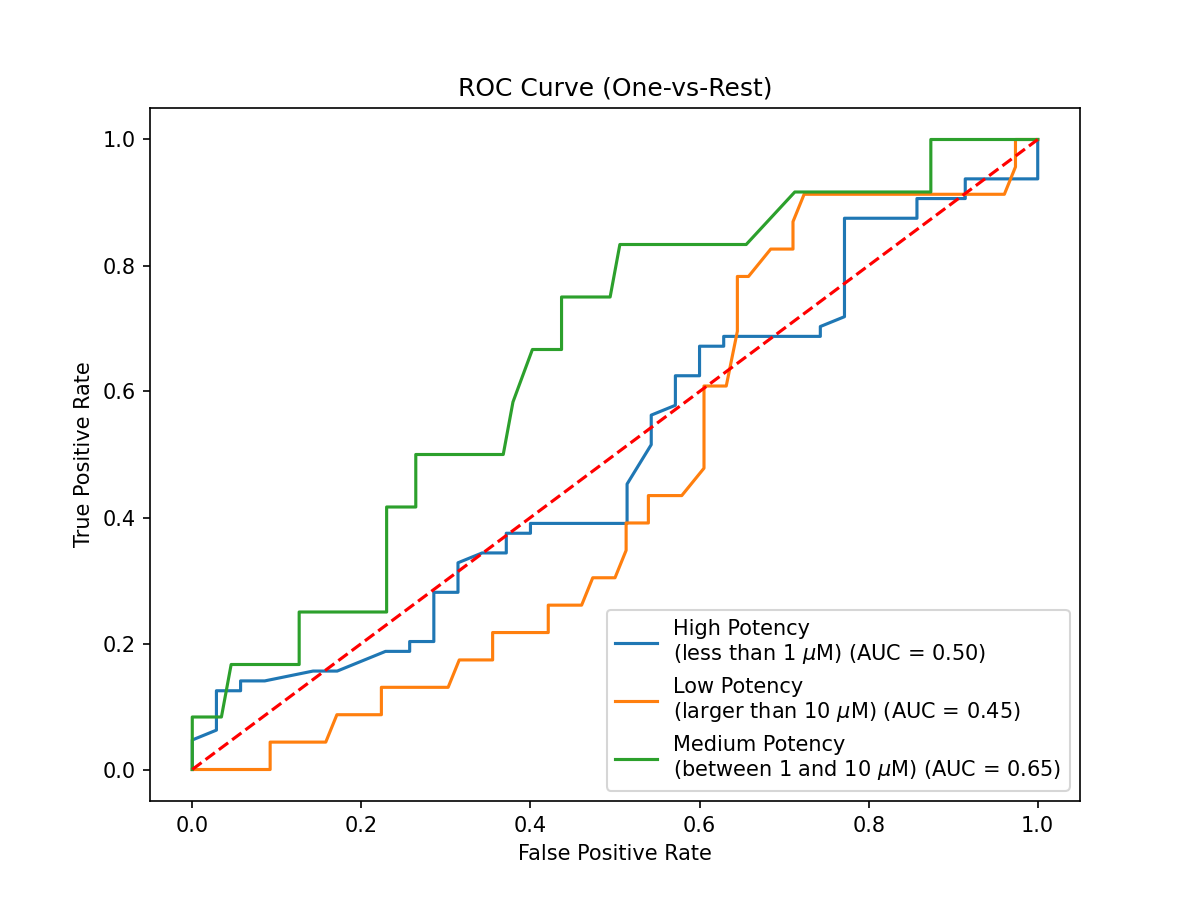 ROC Curve (One-vs-Rest)
True Positive Rate
1.0
0.8
0.6
0.4
0.2
0.0
High Potency
(less than 1 μM) (AUC = 0.50)
Low Potency
(larger than 10 μM) (AUC = 0.45)
Medium Potency
(between 1 and 10 μM) (AUC = 0.65)
0.0 0.2 0.4 0.6 0.8 1.0
False Positive Rate